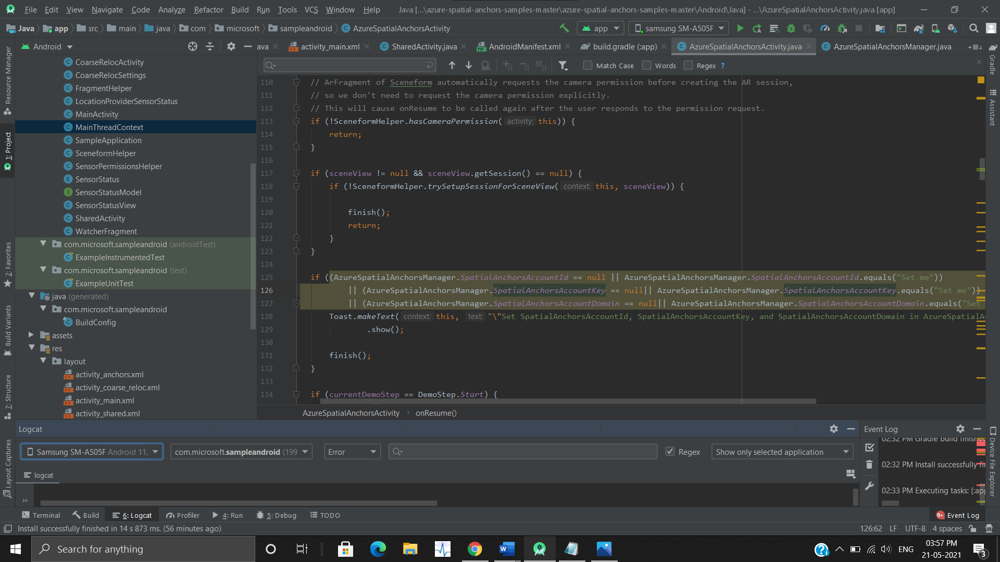 File Edit View Navigate Code Analyze Refactor Build Run Tools VCS Window Help Java [...\azure-spatial-anchors-samples-master\azure-spatial-anchors-samples-master\Android\Java] - ...\AzureSpatialAnchorsActivity.java [app]
Java app src main java com microsoft sampleandroid AzureSpatialAnchorsActivity app samsung SM-A505F
Android ava activity_main.xml SharedActivity.java AndroidManifest.xml build.gradle (:app) AzureSpatialAnchorsActivity.java AzureSpatialAnchorsManager.java 4
Match Case Words Regex ?
Resource Manager
1: Project
2: Favorites
Build Variants
7: Structure
Layout Captures
CoarseRelocActivity
CoarseRelocSettings
FragmentHelper
LocationProviderSensorStatus
MainActivity
MainThreadContext
SampleApplication
SceneformHelper
SensorPermissionsHelper
SensorStatus
SensorStatusModel
SensorStatusView
SharedActivity
WatcherFragment
com.microsoft.sampleandroid (androidTest)
ExampleInstrumentedTest
com.microsoft.sampleandroid (test)
ExampleUnitTest
java (generated)
com.microsoft.sampleandroid
BuildConfig
assets
res
layout
activity_anchors.xml
activity_coarse_reloc.xml
activity_main.xml
activity_shared.xml
110 // ArFragment of Sceneform automatically requests the camera permission before creating the AR session,
111 // so we don't need to request the camera permission explicitly.
112 // This will cause onResume to be called again after the user responds to the permission request.
113 if (!SceneformHelper.hasCameraPermission( activity: this)) {
114 return;
115 }
116
117 if (sceneView != null && sceneView.getSession() == null) {
118 if (!SceneformHelper.trySetupSessionForSceneView( context: this, sceneView)) {
119
120 finish();
121 return;
122 }
123 }
124
125 if ((AzureSpatialAnchorsManager.SpatialAnchorsAccountId == null || AzureSpatialAnchorsManager.SpatialAnchorsAccountId.equals("Set me"))
126 || (AzureSpatialAnchorsManager.SpatialAnchorsAccountKey == null|| AzureSpatialAnchorsManager.SpatialAnchorsAccountKey.equals("Set me"))
127 || (AzureSpatialAnchorsManager.SpatialAnchorsAccountDomain == null|| AzureSpatialAnchorsManager.SpatialAnchorsAccountDomain.equals("Set
128 Toast.makeText( context: this, text: "\"Set SpatialAnchorsAccountId, SpatialAnchorsAccountKey, and SpatialAnchorsAccountDomain in AzureSpatialAn
129 .show();
130
131 finish();
132 }
133
134 if (currentDemoStep == DemoStep.Start) {
AzureSpatialAnchorsActivity onResume()
Gradle
Assistant
Device File Explorer
Logcat Event Log
Samsung SM-A505F Android 11, com.microsoft.sampleandroid (199 Error Regex Show only selected application
logcat
02:32 PM Gradle build finished
02:32 PM Install successfully fin
02:33 PM Executing tasks: [:app
Terminal Build 6: Logcat Profiler 4: Run 5: Debug TODO 9+ Event Log
Install successfully finished in 14 s 873 ms. (56 minutes ago) 126:62 LF UTF-8 4 spaces
Search for anything ENG 03:57 PM
21-05-2021 3